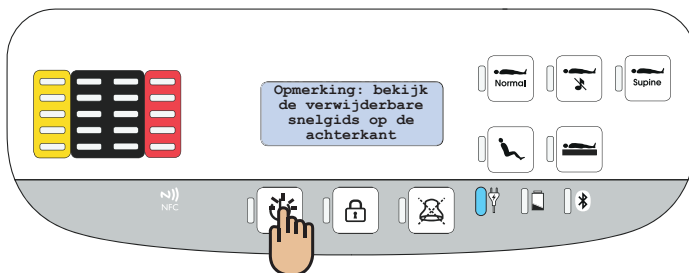 Opmerking: bekijk
de verwijderbare
snelgids op de
achterkant
Normal
Supine
NFC